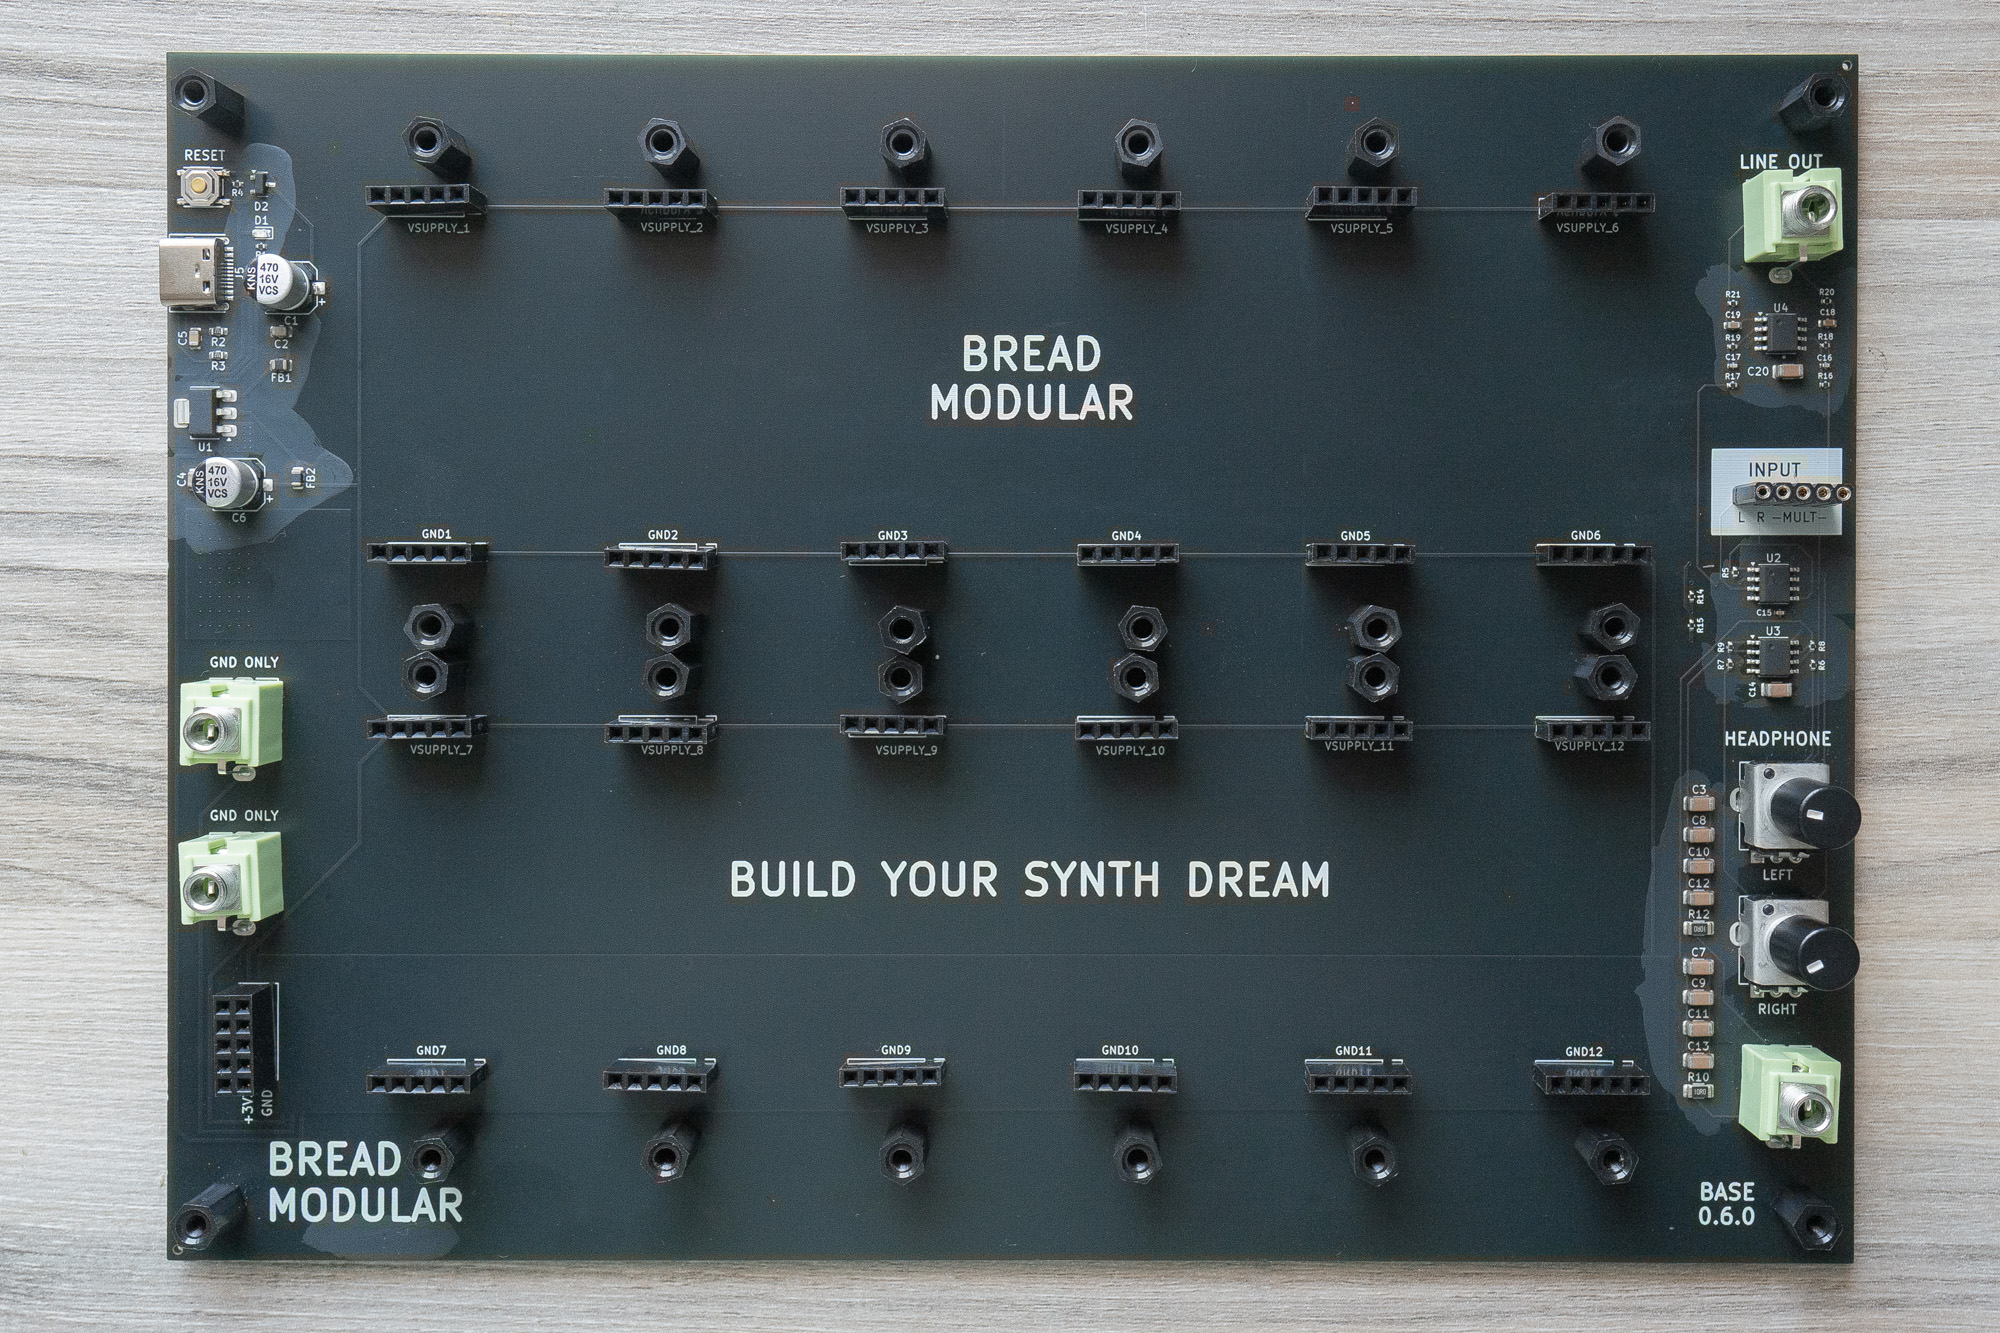 RESET
R4
D2
D1
J5
470
16V
VCS
KNS
C1
C5
R2
C2
R3
FB1
U1
C4
470
16V
VCS
KNS
FB2
C6
VSUPPLY_1
VSUPPLY_2
VSUPPLY_3
VSUPPLY_4
VSUPPLY_5
VSUPPLY_6
LINE OUT
R21
R20
C19
U4
C18
R19
R18
C17
C16
C20
R17
R16
BREAD
MODULAR
INPUT
L R -MULT-
GND1
GND2
GND3
GND4
GND5
GND6
U2
R5
R14
C15
R15
U3
R9
R8
R7
R6
C14
GND ONLY
VSUPPLY_7
VSUPPLY_8
VSUPPLY_9
VSUPPLY_10
VSUPPLY_11
VSUPPLY_12
HEADPHONE
C3
C8
C10
C12
R12
10R0
LEFT
GND ONLY
BUILD YOUR SYNTH DREAM
C7
C9
C11
C13
R10
10R0
RIGHT
GND7
GND8
GND9
GND10
GND11
GND12
+3V
GND
BREAD
MODULAR
BASE
0.6.0